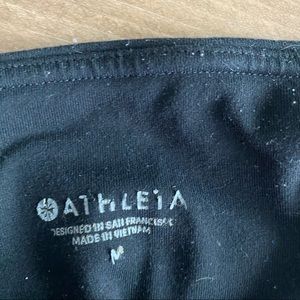 ATHLETA
DESIGNED IN SAN FRANCISCO
MADE IN VIETNAM
M